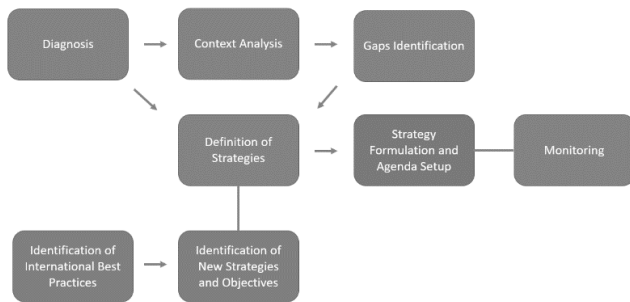 Diagnosis
Context Analysis
Gaps Identification
Definition of
Strategies
Strategy
Formulation and
Agenda Setup
Monitoring
Identification of
International Best
Practices
Identification of
New Strategies
and Objectives